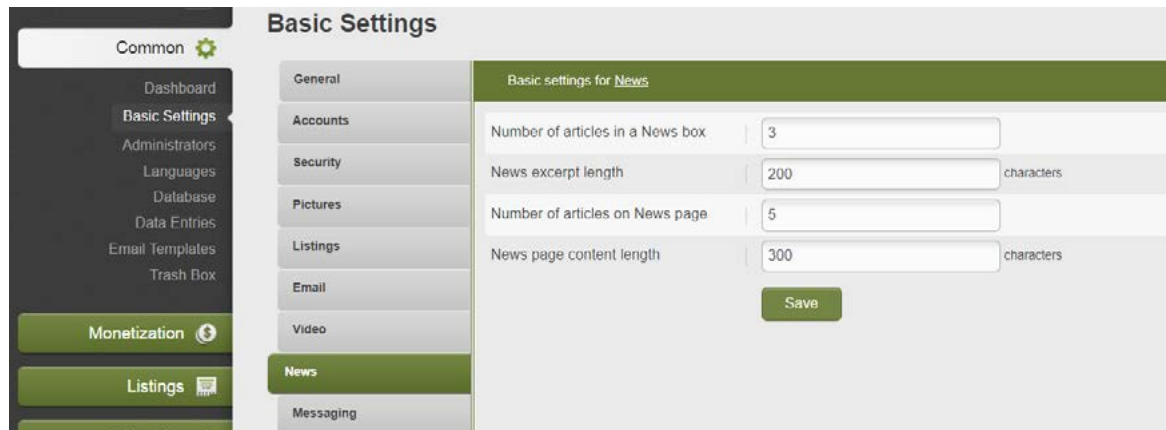 Basic Settings
Common
Dashboard
Basic Settings
Administrators
Languages
Database
Data Entries
Email Templates
Trash Box
Monetization
Listings
General
Accounts
Security
Pictures
Listings
Email
Video
News
Messaging
Basic settings for News
Number of articles in a News box 3
News excerpt length 200 characters
Number of articles on News page 5
News page content length 300 characters
Save